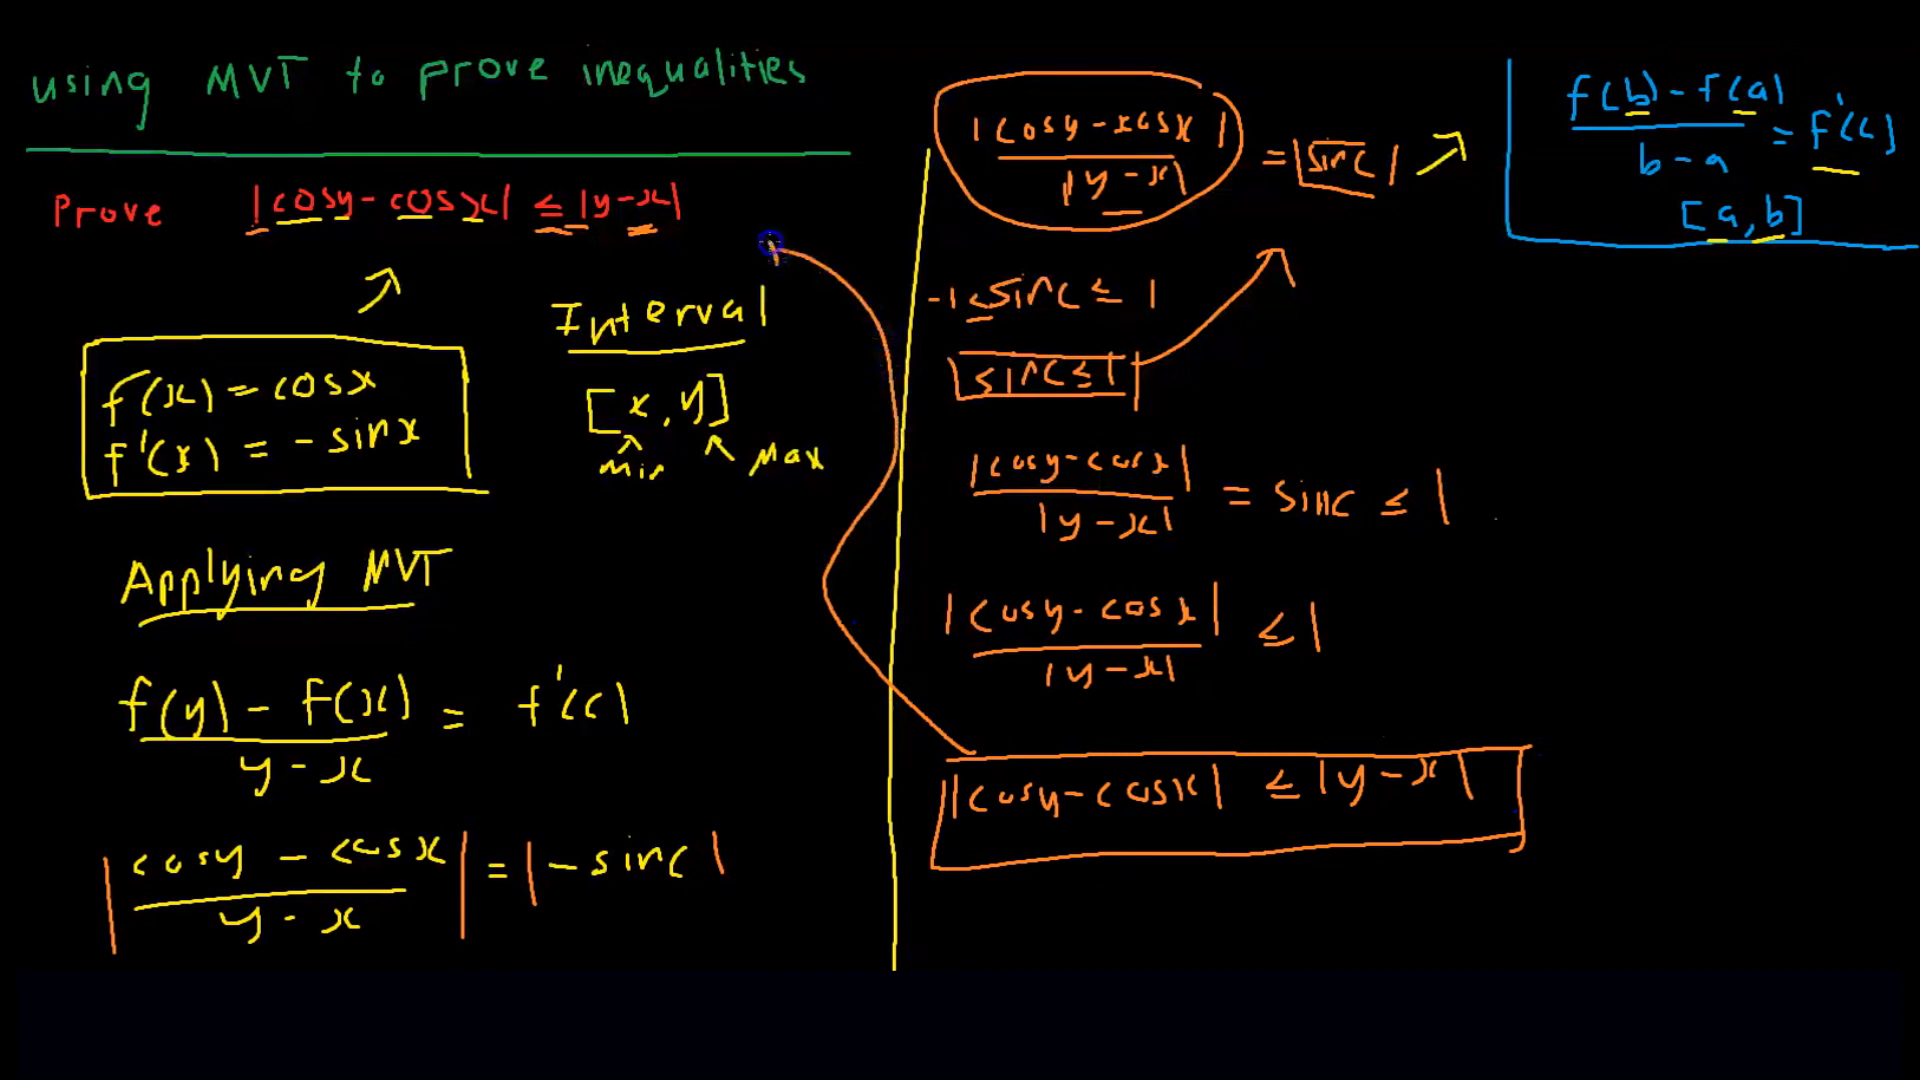 using MVT to prove inequalities
Prove |cosy-cosx| ≤ |y-x|
f(x) = cosx
f'(x) = -sinx
Interval
[x, y]
min
Max
Applying MVT
f(y) - f(x) / y-x = f'(c)
|cosy - cosx / y-x| = |-sinc|
|cosy-xcosx| / |y-x| = |sinc|
-1 ≤ sinc ≤ 1
|sinc ≤ 1|
|cosy-cosx| / |y-x| = sinc ≤ 1
|cosy-cosx| / |y-x| ≤ 1
||cosy-cosx| ≤ |y-x|
f(b) - f(a) / b-a = f'(c)
[a, b]